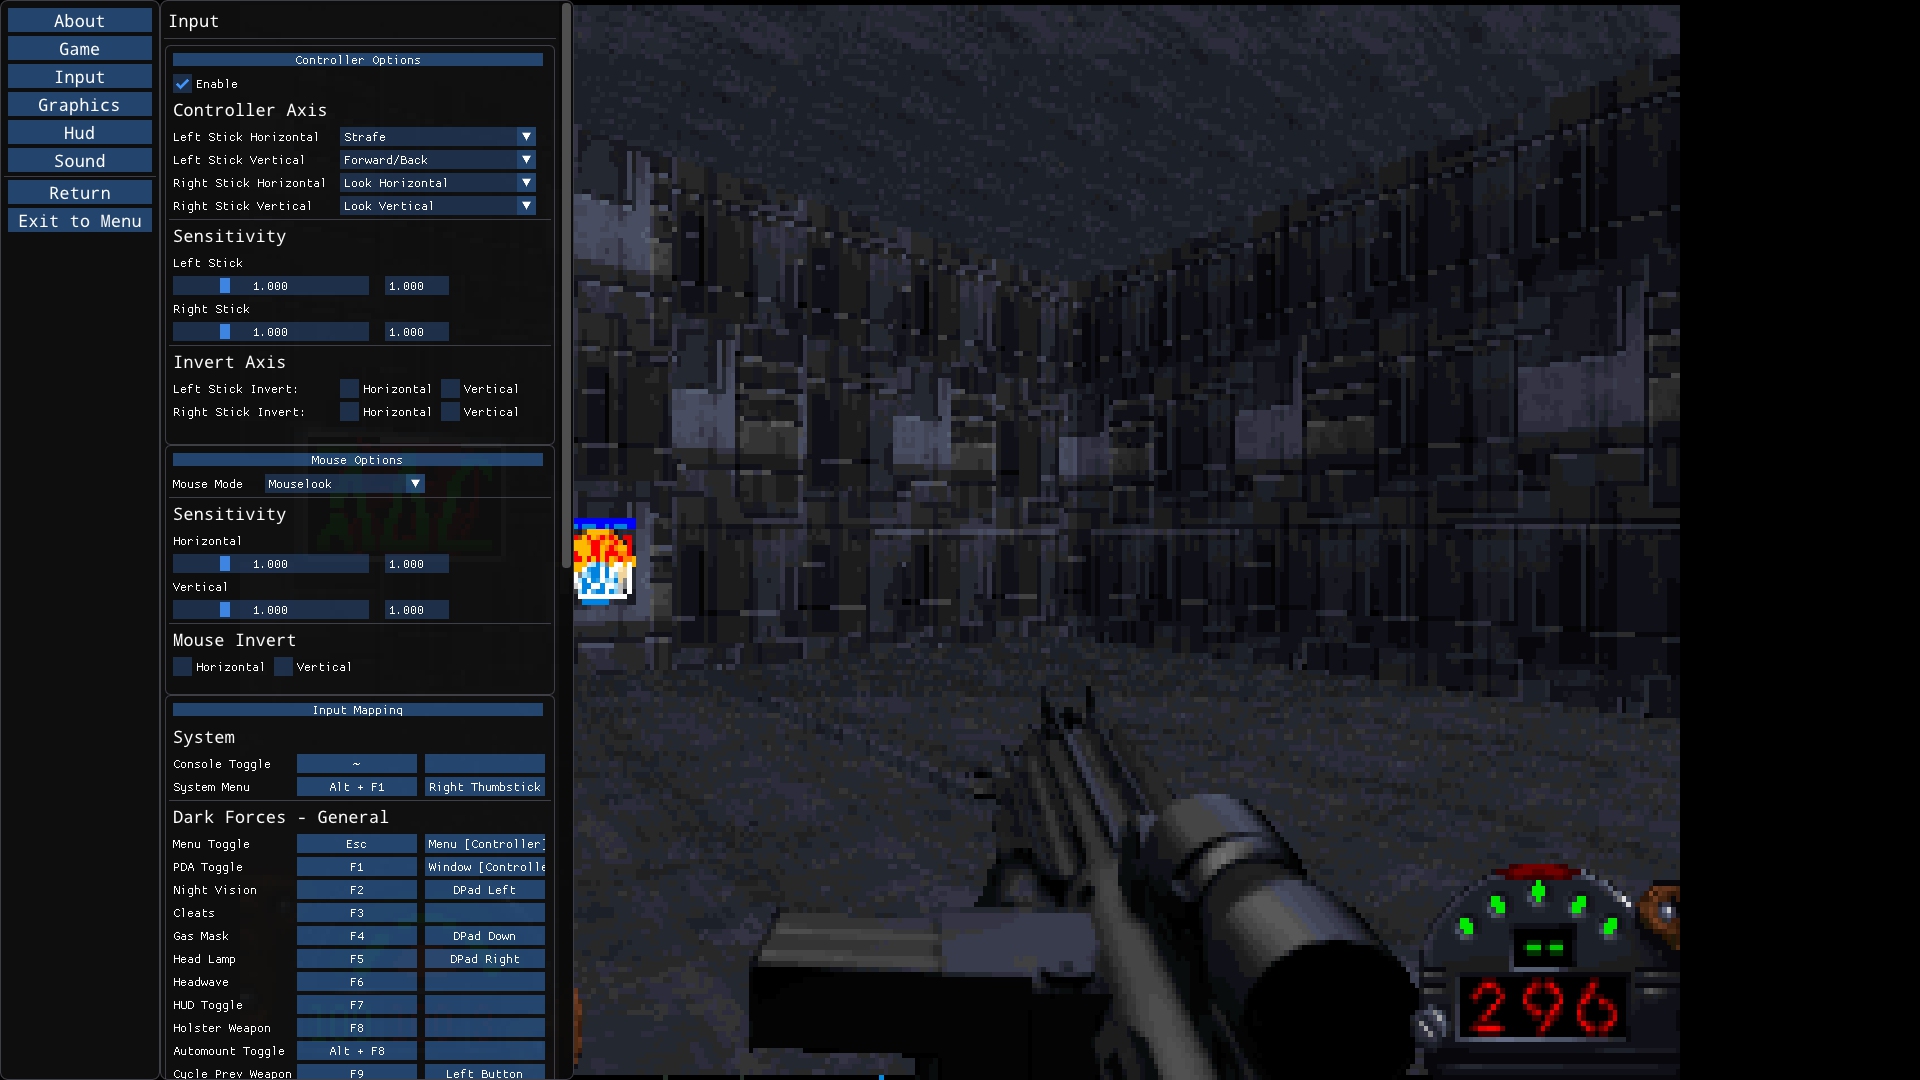 About
Game
Input
Graphics
Hud
Sound
Return
Exit to Menu
Input
Controller Options
Enable
Controller Axis
Left Stick Horizontal Strafe
Left Stick Vertical Forward/Back
Right Stick Horizontal Look Horizontal
Right Stick Vertical Look Vertical
Sensitivity
Left Stick
1.000 1.000
Right Stick
1.000 1.000
Invert Axis
Left Stick Invert: Horizontal Vertical
Right Stick Invert: Horizontal Vertical
Mouse Options
Mouse Mode Mouselook
Sensitivity
Horizontal
1.000 1.000
Vertical
1.000 1.000
Mouse Invert
Horizontal Vertical
Input Mapping
System
Console Toggle ~
System Menu Alt + F1 Right Thumbstick
Dark Forces - General
Menu Toggle Esc Menu [Controller]
PDA Toggle F1 Window [Controlle
Night Vision F2 DPad Left
Cleats F3
Gas Mask F4 DPad Down
Head Lamp F5 DPad Right
Headwave F6
HUD Toggle F7
Holster Weapon F8
Automount Toggle Alt + F8
Cycle Prev Weapon F9 Left Button
296